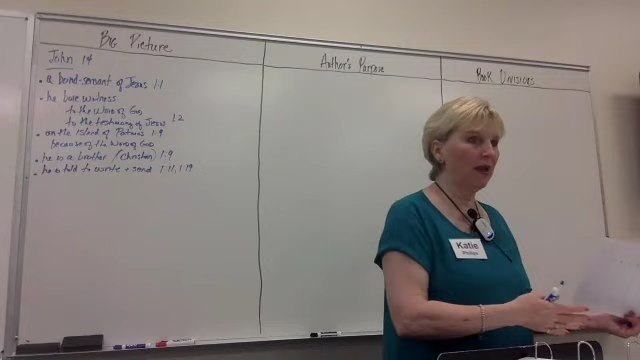 Big Picture
Author's Purpose
Book Divisions
John 1:4
• a bond-servant of Jesus 1:1
• he bore witness
to the Word of God
to the testimony of Jesus 1:2
• on the Island of Patmos 1:9
because of the Word of God
• he is a brother (Christian) 1:9
• he is told to write + send 1:11, 1:19
Katie
Phillips